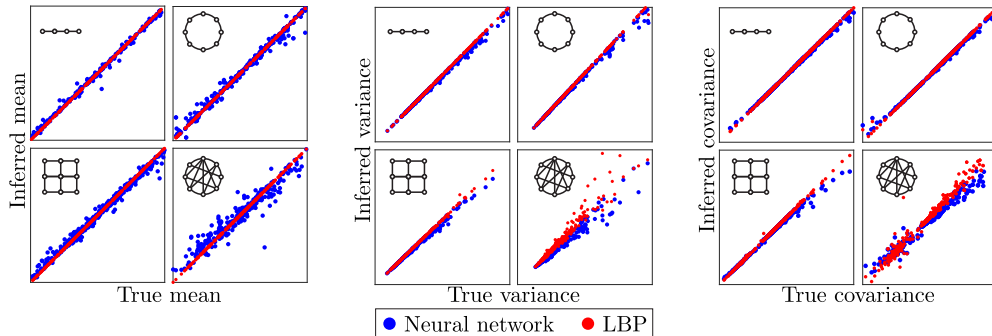 Inferred mean
True mean
Inferred variance
True variance
Inferred covariance
True covariance
Neural network
LBP